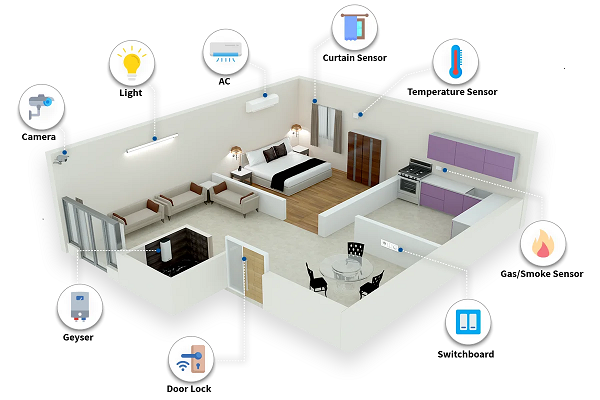 Curtain Sensor
AC
Light
Temperature Sensor
Camera
Gas/Smoke Sensor
Geyser
Switchboard
Door Lock